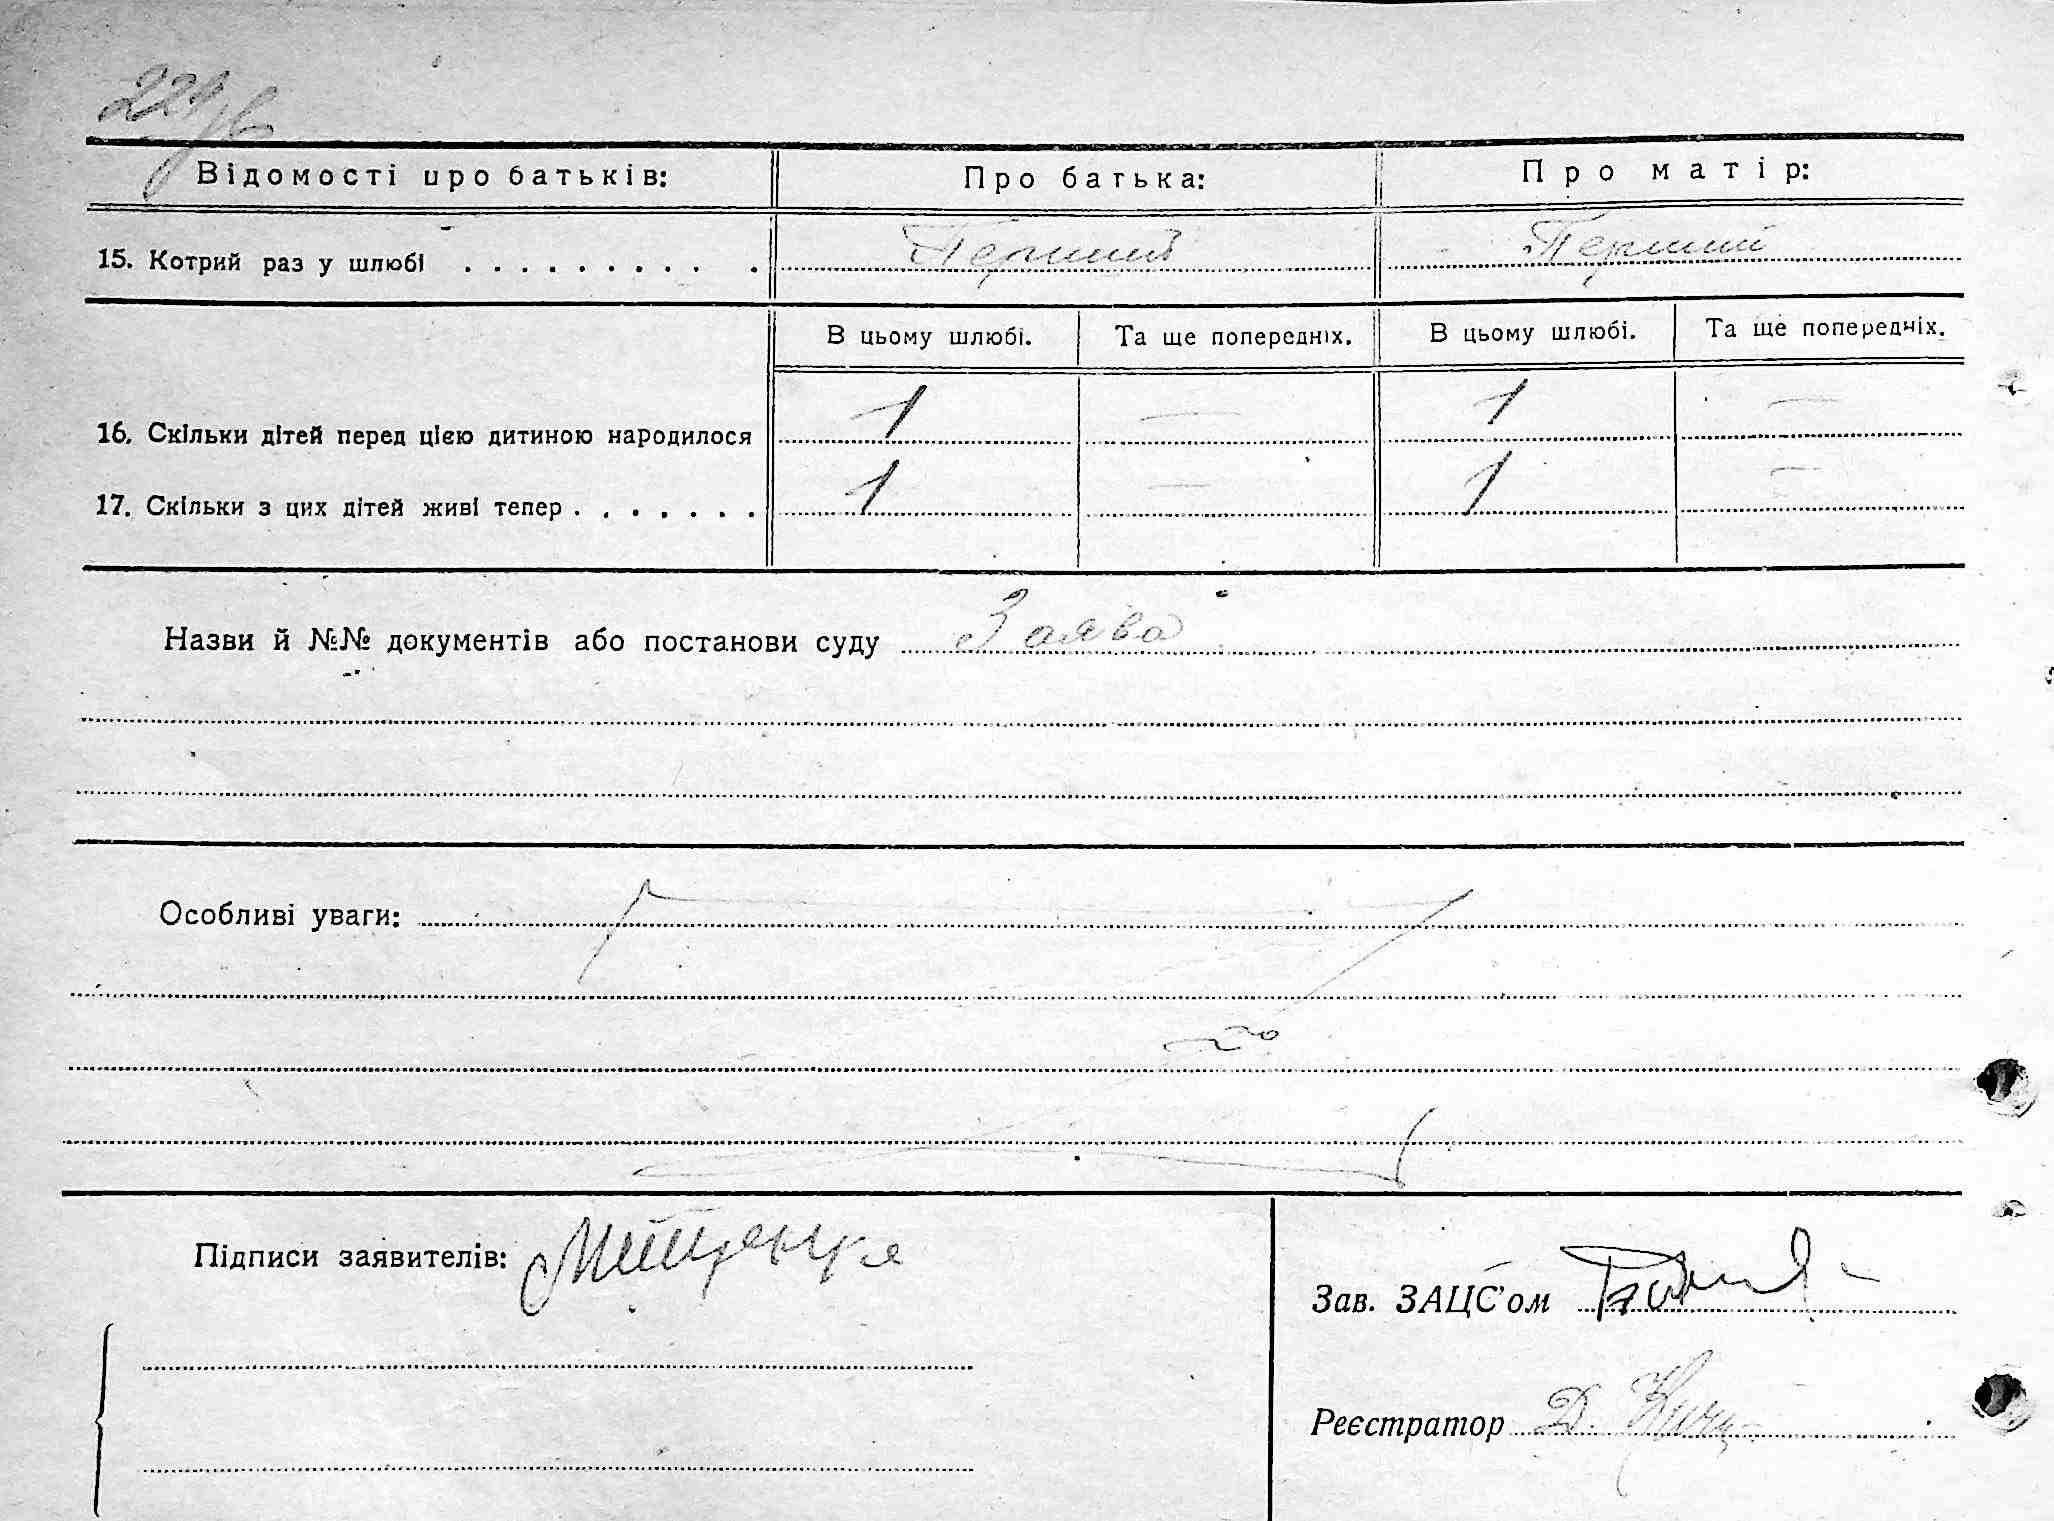 Відомості про батьків: Про батька: Про матір:
15. Котрий раз у шлюбі . . . . . . . . . . Перший Перший
В цьому шлюбі. Та ще попередніх. В цьому шлюбі. Та ще попередніх.
16. Скільки дітей перед цією дитиною народилося 1 — 1 —
17. Скільки з цих дітей живі тепер . . . . . . . 1 — 1 —
Назви й №№ документів або постанови суду Заява
Особливі уваги:
Підписи заявителів:
Зав. ЗАЦС'ом
Реєстратор Д.